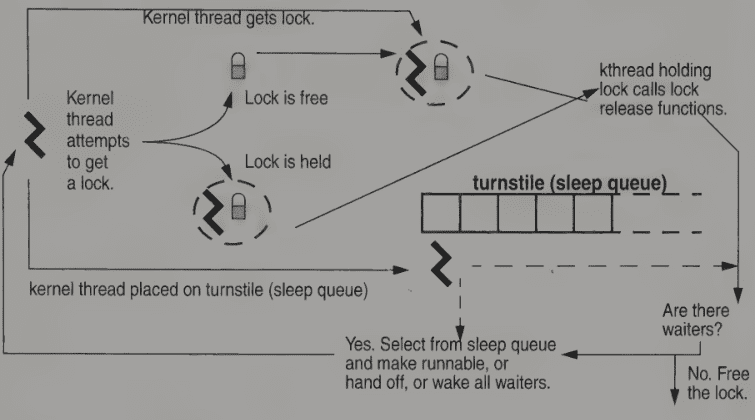 Kernel thread gets lock.
Kernel
thread
attempts
to get
a lock.
Lock is free
Lock is held
kthread holding
lock calls lock
release functions.
turnstile (sleep queue)
kernel thread placed on turnstile (sleep queue)
Are there
waiters?
Yes. Select from sleep queue
and make runnable, or
hand off, or wake all waiters.
No. Free
the lock.